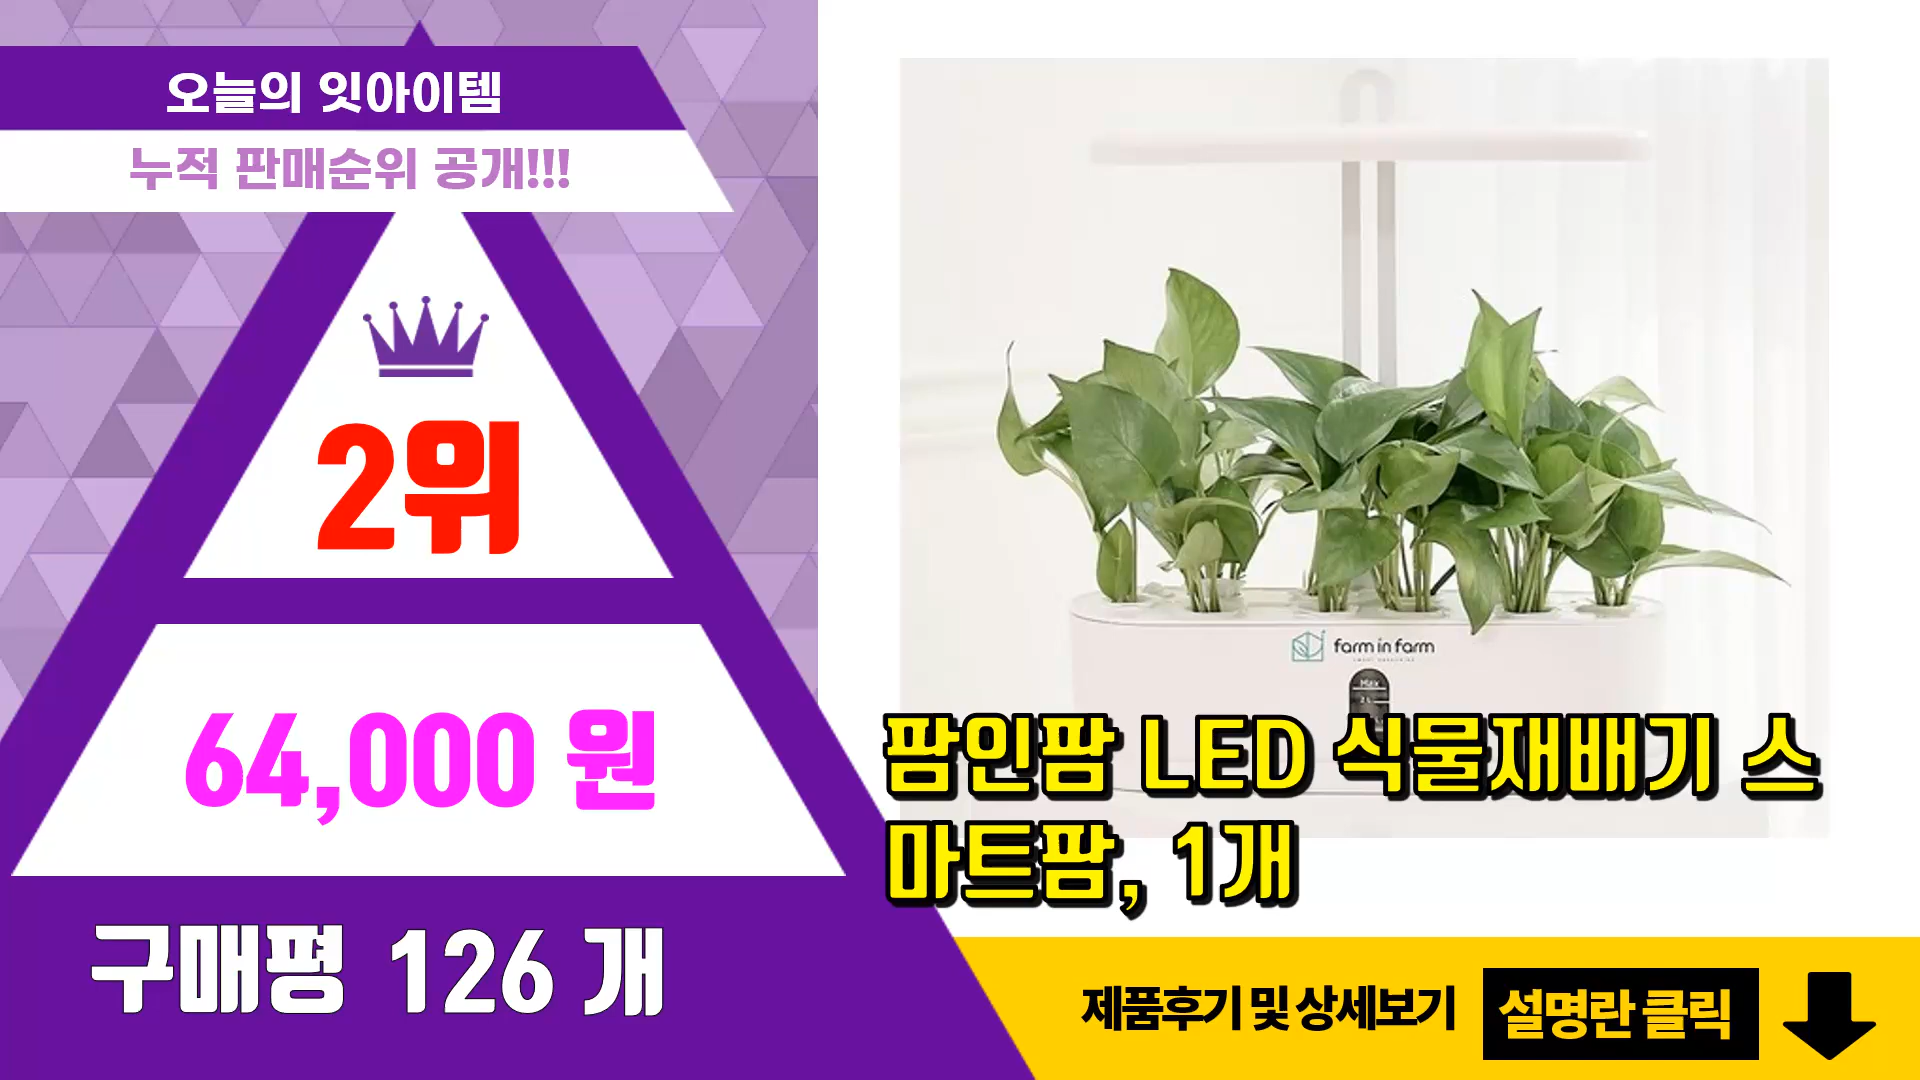 오늘의 잇아이템
누적 판매순위 공개!!!
2위
64,000 원
구매평 126 개
farm in farm
Max
팜인팜 LED 식물재배기 스
마트팜, 1개
제품후기 및 상세보기
설명란 클릭